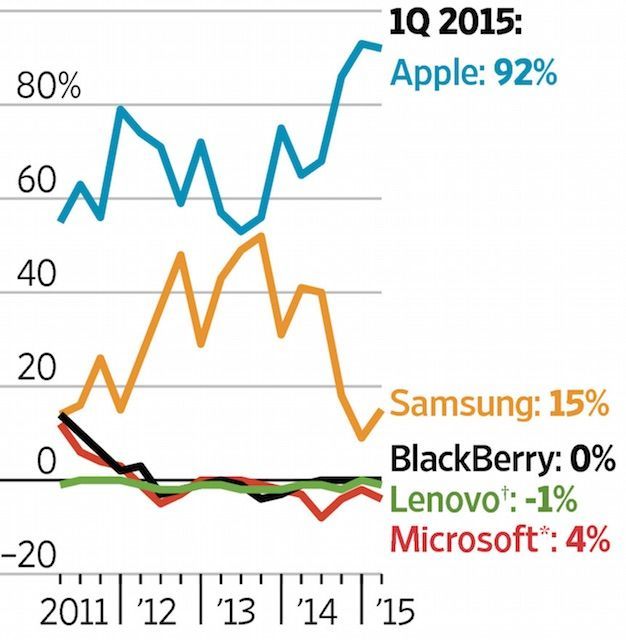 1Q 2015:
Apple: 92%
80%
60
40
20
Samsung: 15%
0
BlackBerry: 0%
Lenovo†: -1%
Microsoft*: 4%
-20
2011 '12 '13 '14 '15